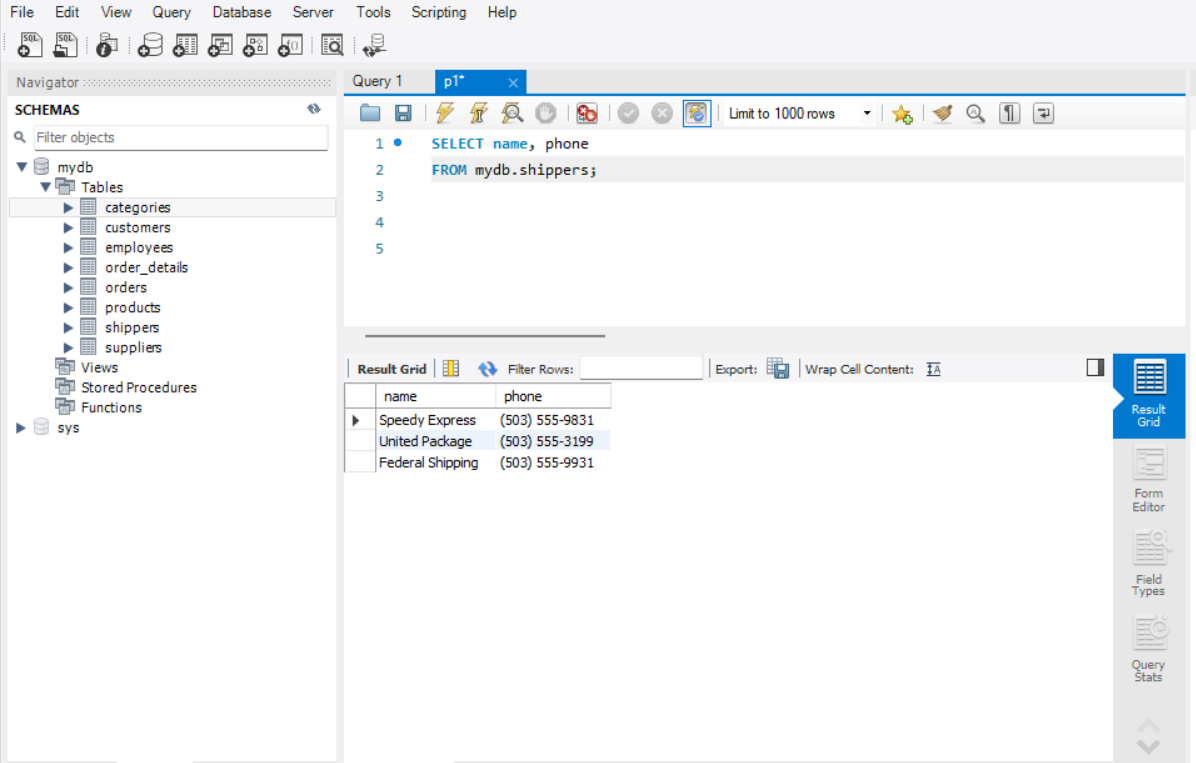 File Edit View Query Database Server Tools Scripting Help
SQL SQL
Navigator
SCHEMAS
Filter objects
mydb
Tables
categories
customers
employees
order_details
orders
products
shippers
suppliers
Views
Stored Procedures
Functions
sys
Query 1 p1*
Limit to 1000 rows
1 SELECT name, phone
2 FROM mydb.shippers;
3
4
5
Result Grid Filter Rows: Export: Wrap Cell Content:
name phone
Speedy Express (503) 555-9831
United Package (503) 555-3199
Federal Shipping (503) 555-9931
Result
Grid
Form
Editor
Field
Types
Query
Stats